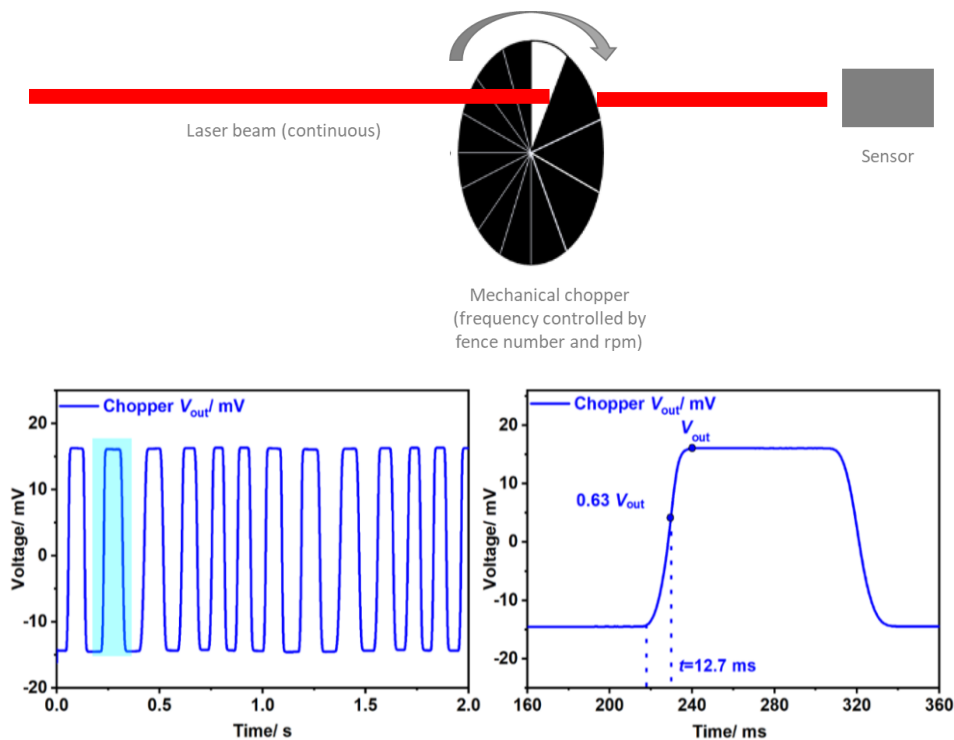 Laser beam (continuous)
Sensor
Mechanical chopper
(frequency controlled by
fence number and rpm)
Chopper Vout/ mV
20
10
0
-10
-20
Voltage/ mV
0.0
0.5
1.0
1.5
2.0
Time/ s
Chopper Vout/ mV
Vout
0.63 Vout
t=12.7 ms
20
10
0
-10
-20
Voltage/ mV
160
200
240
280
320
360
Time/ ms